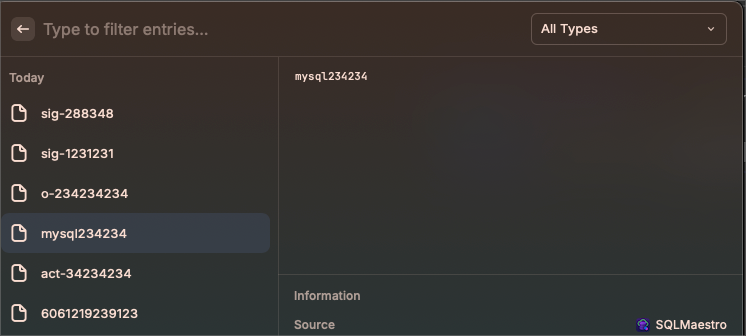 Type to filter entries...
All Types
Today
sig-288348
sig-1231231
o-234234234
mysql234234
act-34234234
6061219239123
mysql234234
Information
Source SQLMaestro